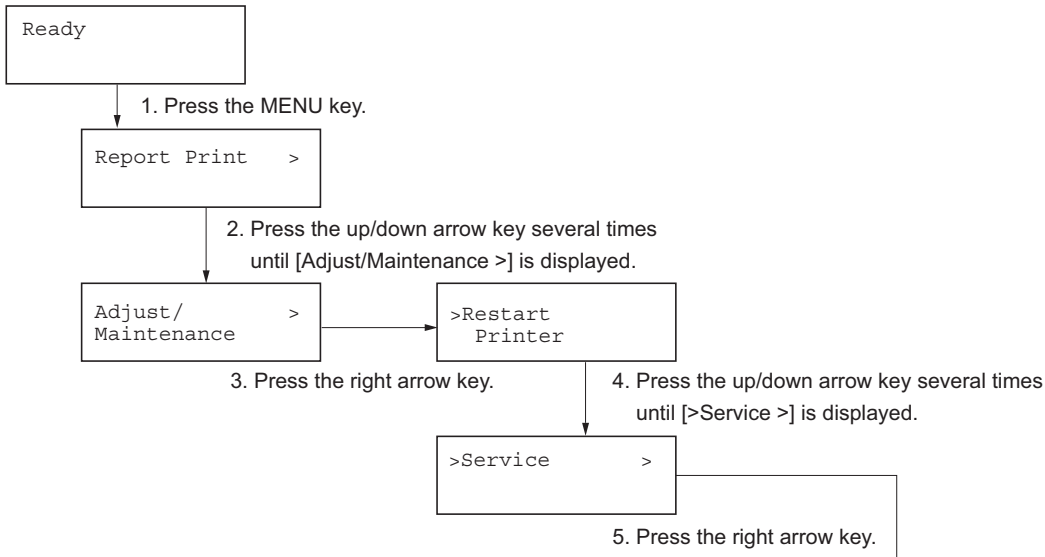 Ready
1. Press the MENU key.
Report Print >
2. Press the up/down arrow key several times
until [Adjust/Maintenance >] is displayed.
Adjust/ >
Maintenance
>Restart
Printer
3. Press the right arrow key.
4. Press the up/down arrow key several times
until [>Service >] is displayed.
>Service >
5. Press the right arrow key.